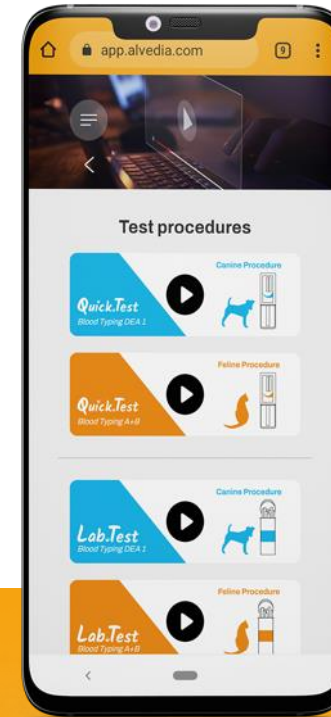 app.alvedia.com
9
Test procedures
Canine Procedure
Quick.Test
Blood Typing DEA 1
Feline Procedure
Quick.Test
Blood Typing A+B
Canine Procedure
Lab.Test
Blood Typing DEA 1
Feline Procedure
Lab.Test
Blood Typing A+B